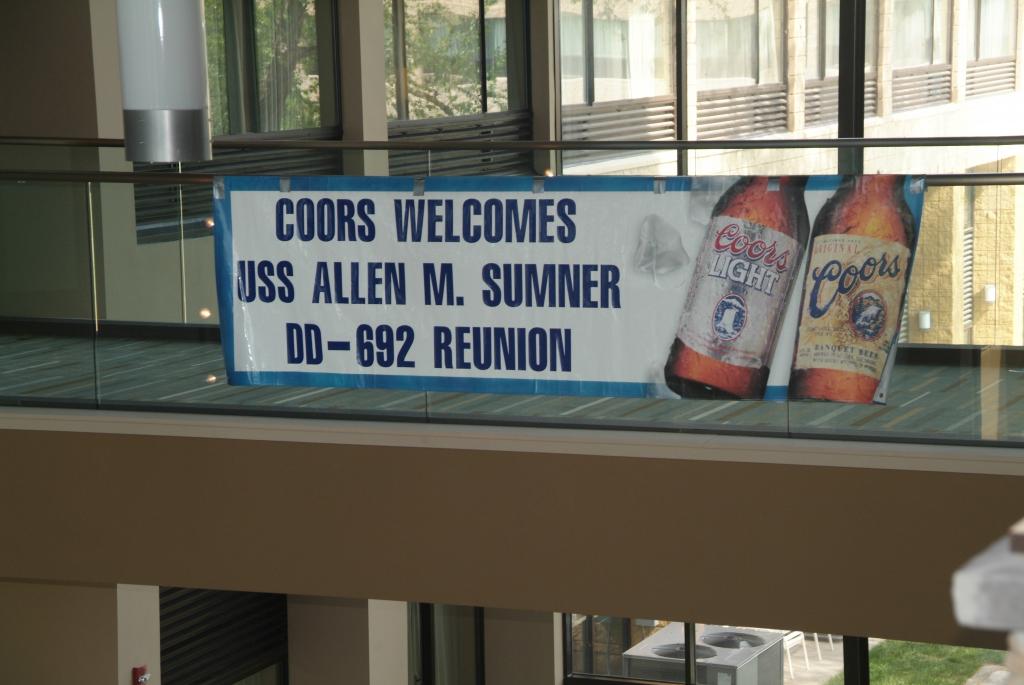 COORS WELCOMES
USS ALLEN M. SUMNER
DD-692 REUNION
Coors
LIGHT
ORIGINAL
Coors
BANQUET BEER